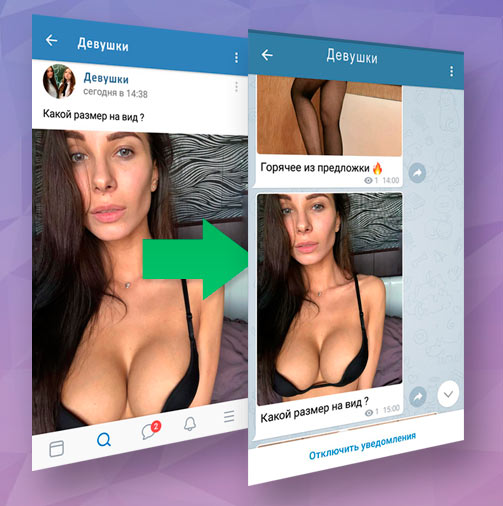 Девушки
Девушки
сегодня в 14:38
Какой размер на вид ?
2
Девушки
Горячее из предложки 🔥
1 14:00
Какой размер на вид ?
1 15:00
Отключить уведомления